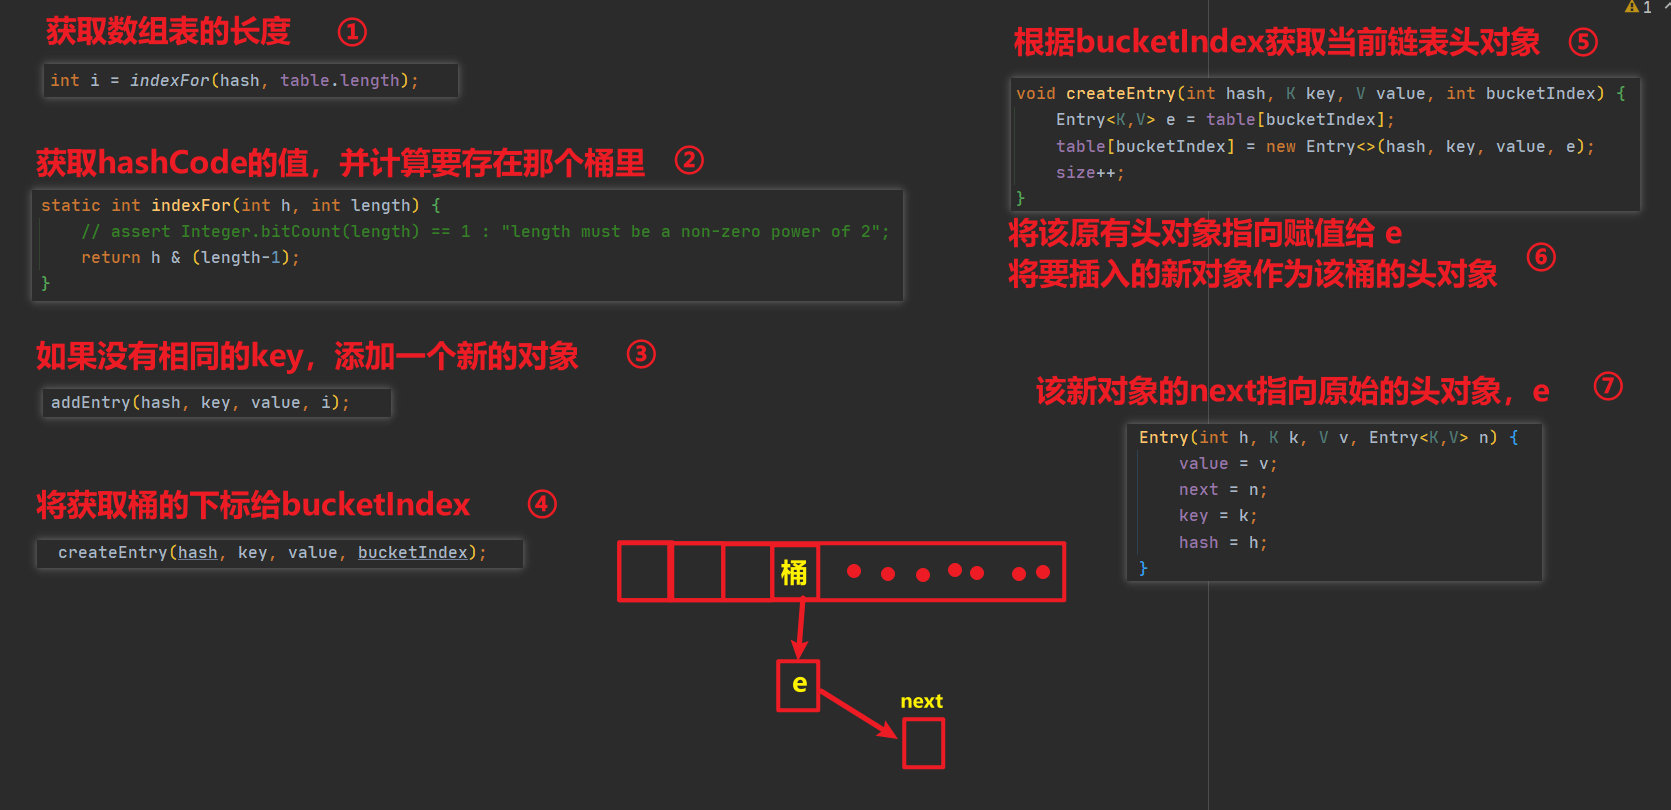 获取数组表的长度 ①
int i = indexFor(hash, table.length);
获取hashCode的值，并计算要存在那个桶里 ②
static int indexFor(int h, int length) {
// assert Integer.bitCount(length) == 1 : "length must be a non-zero power of 2";
return h & (length-1);
}
如果没有相同的key，添加一个新的对象 ③
addEntry(hash, key, value, i);
将获取桶的下标给bucketIndex ④
createEntry(hash, key, value, bucketIndex);
桶
e
next
1
根据bucketIndex获取当前链表头对象 ⑤
void createEntry(int hash, K key, V value, int bucketIndex) {
Entry<K,V> e = table[bucketIndex];
table[bucketIndex] = new Entry<>(hash, key, value, e);
size++;
}
将该原有头对象指向赋值给 e
将要插入的新对象作为该桶的头对象 ⑥
该新对象的next指向原始的头对象，e ⑦
Entry(int h, K k, V v, Entry<K,V> n) {
value = v;
next = n;
key = k;
hash = h;
}